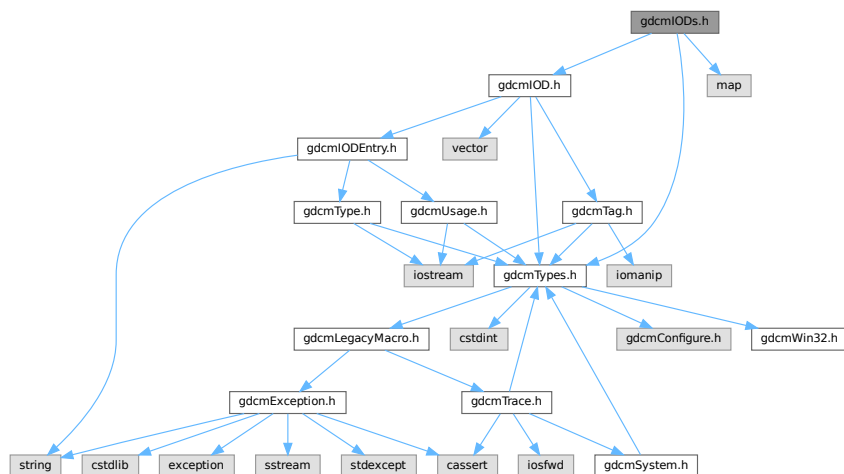 gdcmIODs.h
gdcmIOD.h
map
gdcmIODEntry.h
vector
gdcmType.h
gdcmUsage.h
gdcmTag.h
iostream
gdcmTypes.h
iomanip
gdcmLegacyMacro.h
cstdint
gdcmConfigure.h
gdcmWin32.h
gdcmException.h
gdcmTrace.h
string
cstdlib
exception
sstream
stdexcept
cassert
iosfwd
gdcmSystem.h